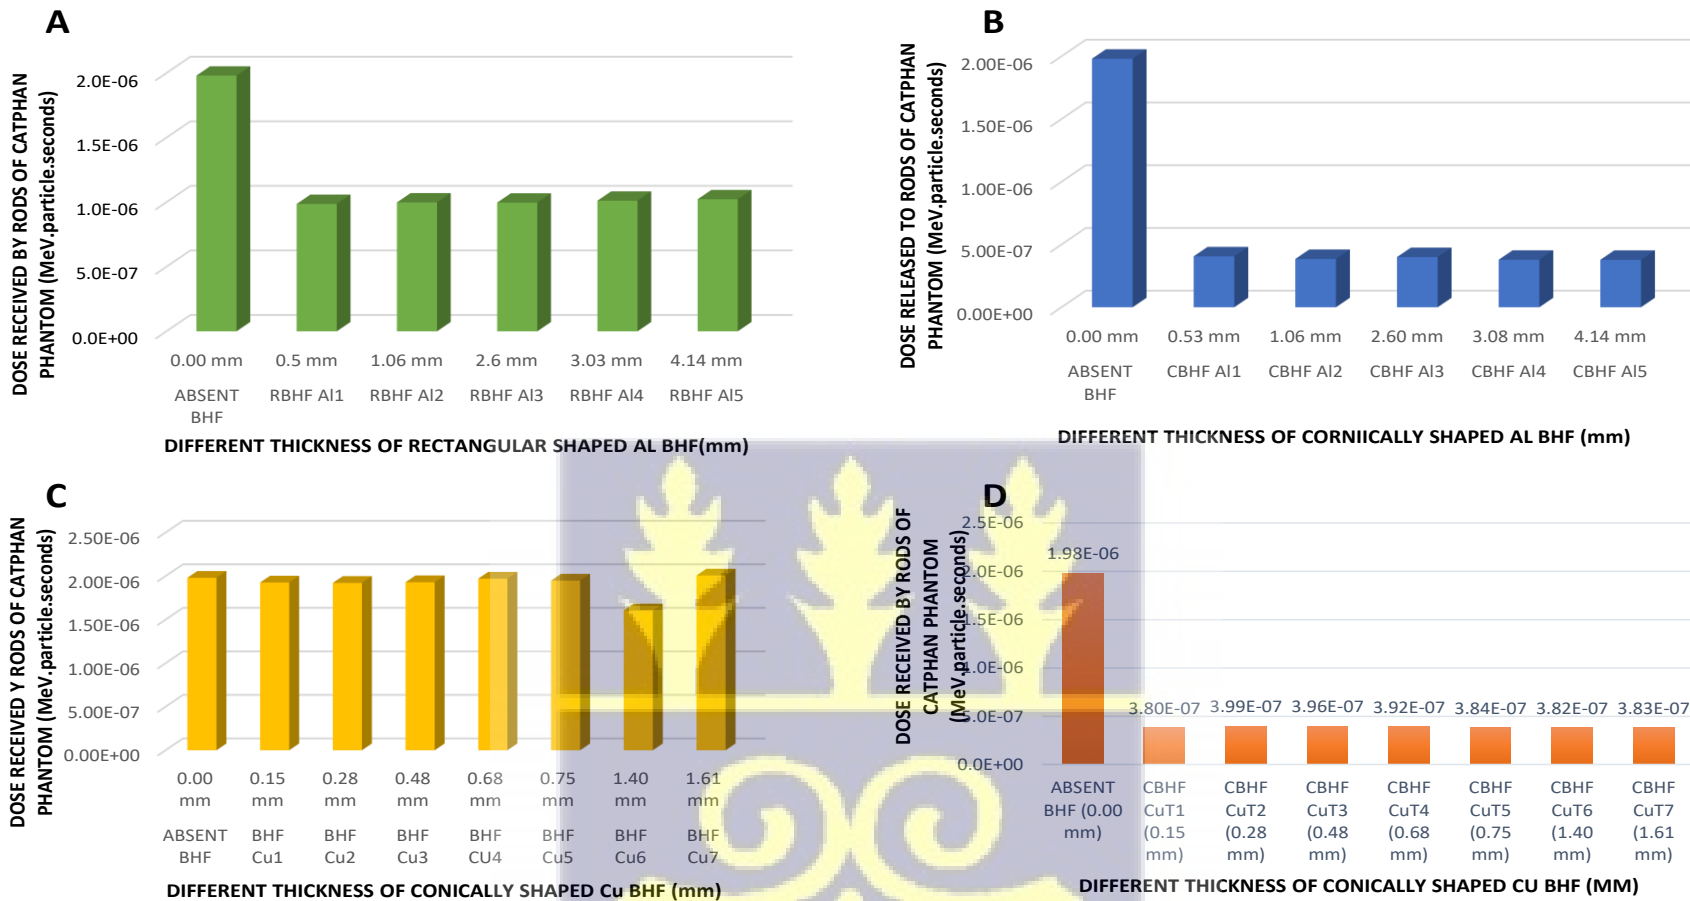 A
DOSE RECEIVED BY RODS OF CATPHAN
PHANTOM (MeV.particle.seconds)
2.0E-06
1.5E-06
1.0E-06
5.0E-07
0.0E+00
0.00 mm 0.5 mm 1.06 mm 2.6 mm 3.03 mm 4.14 mm
ABSENT RBHF Al1 RBHF Al2 RBHF Al3 RBHF Al4 RBHF Al5
BHF
DIFFERENT THICKNESS OF RECTANGULAR SHAPED AL BHF(mm)
B
DOSE RELEASED TO RODS OF CATPHAN
PHANTOM (MeV.particle.seconds)
2.00E-06
1.50E-06
1.00E-06
5.00E-07
0.00E+00
0.00 mm 0.53 mm 1.06 mm 2.60 mm 3.08 mm 4.14 mm
ABSENT CBHF Al1 CBHF Al2 CBHF Al3 CBHF Al4 CBHF Al5
BHF
DIFFERENT THICKNESS OF CORNIICALLY SHAPED AL BHF (mm)
C
DOSE RECEIVED Y RODS OF CATPHAN
PHANTOM (MeV.particle.seconds)
2.50E-06
2.00E-06
1.50E-06
1.00E-06
5.00E-07
0.00E+00
0.00 0.15 0.28 0.48 0.68 0.75 1.40 1.61
mm mm mm mm mm mm mm mm
ABSENT BHF BHF BHF BHF BHF BHF BHF
BHF Cu1 Cu2 Cu3 CU4 Cu5 Cu6 Cu7
DIFFERENT THICKNESS OF CONICALLY SHAPED Cu BHF (mm)
D
DOSE RECEIVED BY RODS OF
CATPHAN PHANTOM
(MeV.particle.seconds)
2.5E-06
2.0E-06
1.5E-06
1.0E-06
5.0E-07
0.0E+00
1.98E-06
3.80E-07 3.99E-07 3.96E-07 3.92E-07 3.84E-07 3.82E-07 3.83E-07
ABSENT CBHF CBHF CBHF CBHF CBHF CBHF CBHF
BHF (0.00 CuT1 CuT2 CuT3 CuT4 CuT5 CuT6 CuT7
mm) (0.15 (0.28 (0.48 (0.68 (0.75 (1.40 (1.61
mm) mm) mm) mm) mm) mm) mm)
DIFFERENT THICKNESS OF CONICALLY SHAPED CU BHF (MM)